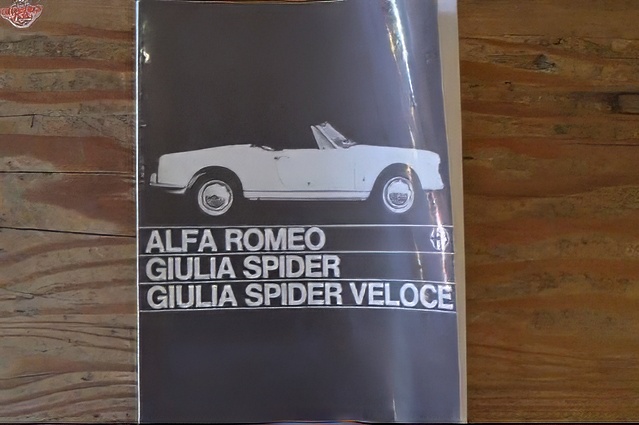 ALFA ROMEO
GIULIA SPIDER
GIULIA SPIDER VELOCE